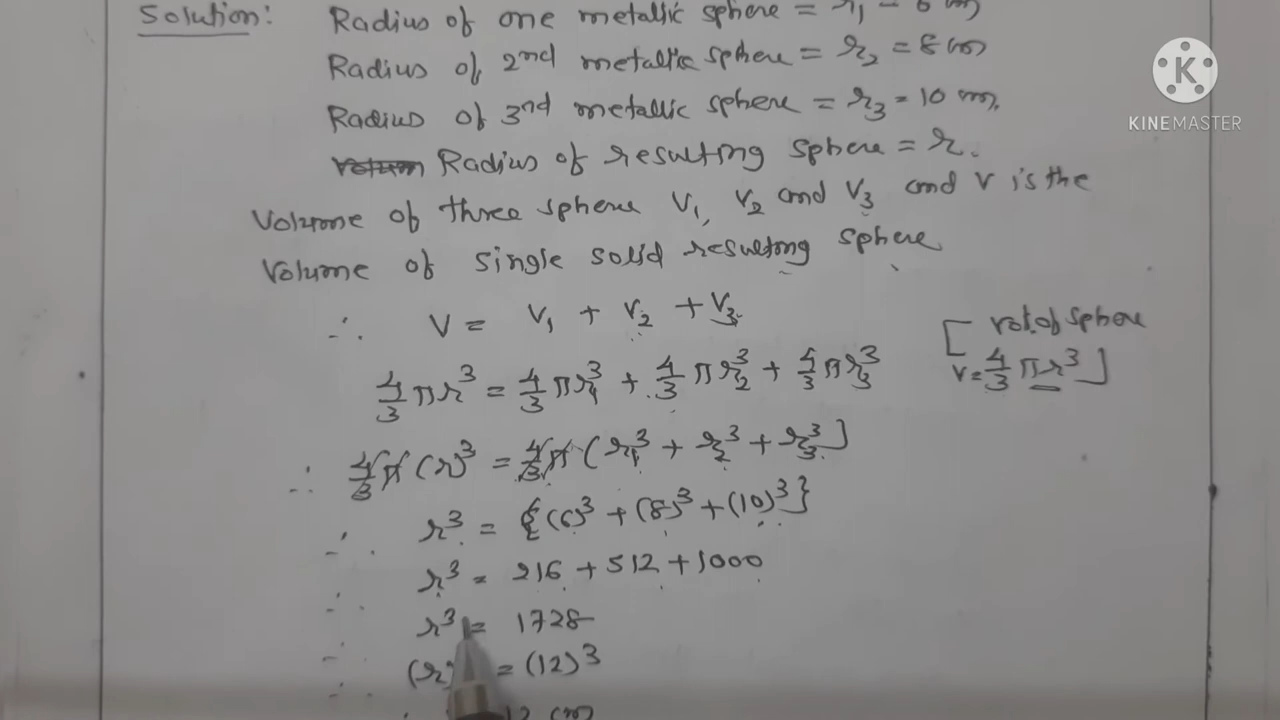 Solution: Radius of one metallic sphere = r₁ = 6 cm
Radius of 2nd metallic sphere = r₂ = 8 cm
Radius of 3rd metallic sphere = r₃ = 10 cm.
Radius of resulting sphere = r.
Volume of three sphere V₁, V₂ and V₃ and V is the
Volume of single solid resulting sphere
∴ V = V₁ + V₂ + V₃
[ vol. of sphere
V = 4/3 πr³ ]
4/3 πr³ = 4/3 πr₁³ + 4/3 πr₂³ + 4/3 πr₃³
∴ 4/3 π (r)³ = 4/3 π (r₁³ + r₂³ + r₃³]
∴ r³ = {(6)³ + (8)³ + (10)³}
∴ r³ = 216 + 512 + 1000
∴ r³ = 1728
∴ (r) = (12)³
12 cm
K
KINEMASTER